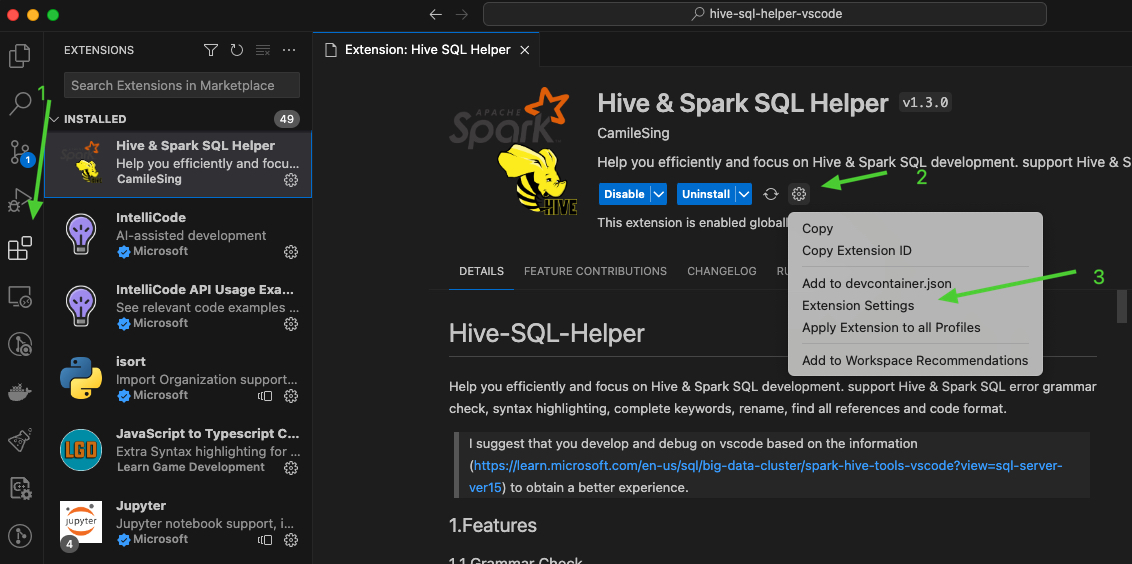 hive-sql-helper-vscode
EXTENSIONS
Extension: Hive SQL Helper
Search Extensions in Marketplace
1
INSTALLED
49
Hive & Spark SQL Helper
Help you efficiently and focu...
CamileSing
1
IntelliCode
AI-assisted development
Microsoft
IntelliCode API Usage Exa...
See relevant code examples ...
Microsoft
isort
Import Organization support...
Microsoft
LGD
JavaScript to Typescript C...
Extra Syntax highlighting for ...
Learn Game Development
jupyter
4
Jupyter
Jupyter notebook support, i...
Microsoft
APACHE
Spark
HIVE
Hive & Spark SQL Helper v1.3.0
CamileSing
Help you efficiently and focus on Hive & Spark SQL development. support Hive & S
Disable
Uninstall
2
This extension is enabled globall
Copy
Copy Extension ID
Add to devcontainer.json
Extension Settings
Apply Extension to all Profiles
Add to Workspace Recommendations
3
DETAILS FEATURE CONTRIBUTIONS CHANGELOG RU
Hive-SQL-Helper
Help you efficiently and focus on Hive & Spark SQL development. support Hive & Spark SQL error grammar
check, syntax highlighting, complete keywords, rename, find all references and code format.
I suggest that you develop and debug on vscode based on the information
(https://learn.microsoft.com/en-us/sql/big-data-cluster/spark-hive-tools-vscode?view=sql-server-
ver15) to obtain a better experience.
1.Features
1.1 Grammar Check